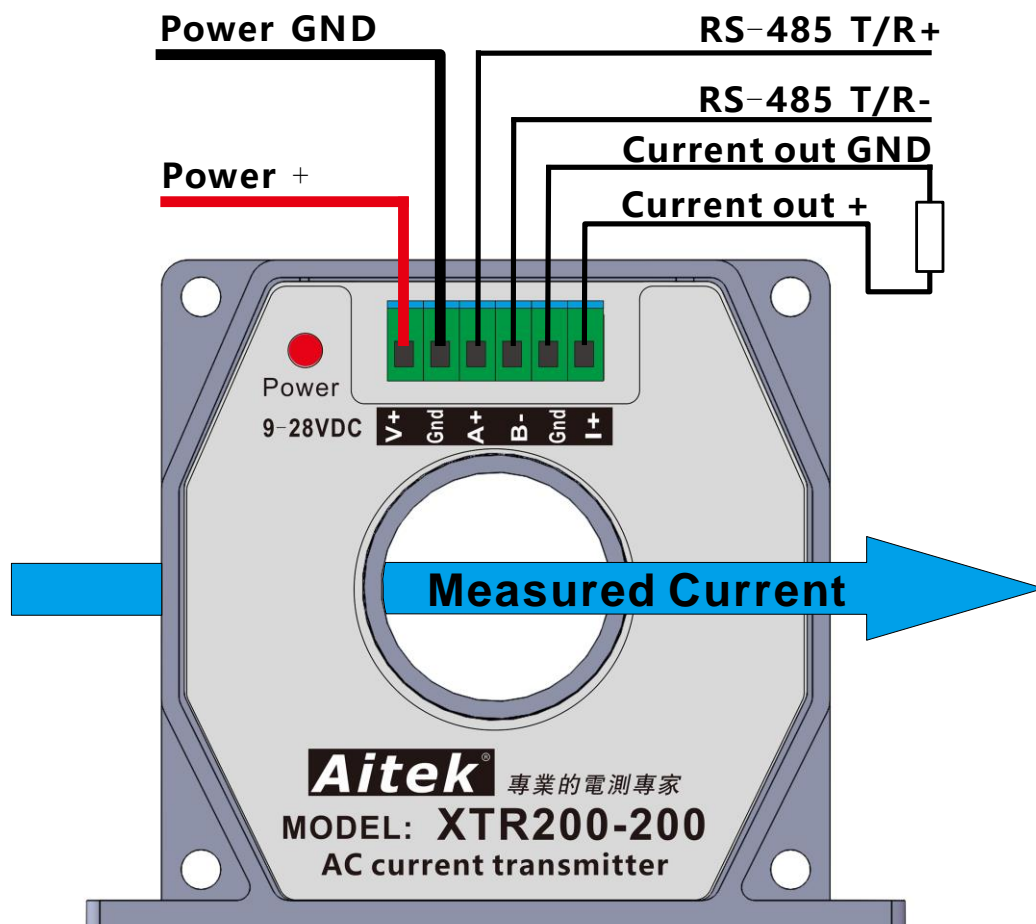 Power GND
RS-485 T/R+
RS-485 T/R-
Current out GND
Power +
Current out +
Power
9-28VDC
V+ Gnd A+ B- Gnd I+
Measured Current
Aitek® 專業的電測專家
MODEL: XTR200-200
AC current transmitter